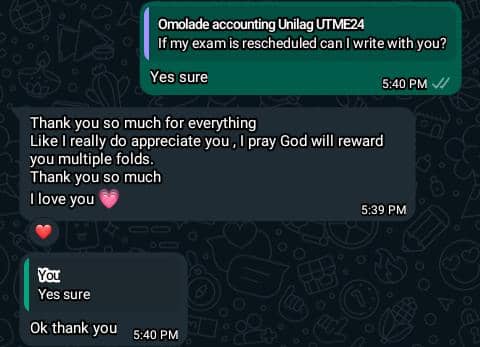 Omolade accounting Unilag UTME24
If my exam is rescheduled can I write with you?
Yes sure
5:40 PM
Thank you so much for everything
Like I really do appreciate you , I pray God will reward
you multiple folds.
Thank you so much
I love you 💗
5:39 PM
❤️
You
Yes sure
Ok thank you
5:40 PM